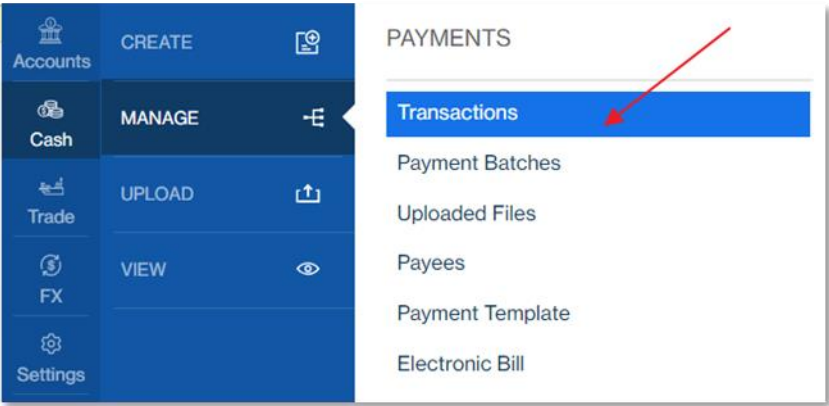 Accounts
Cash
Trade
FX
Settings
CREATE
MANAGE
UPLOAD
VIEW
PAYMENTS
Transactions
Payment Batches
Uploaded Files
Payees
Payment Template
Electronic Bill